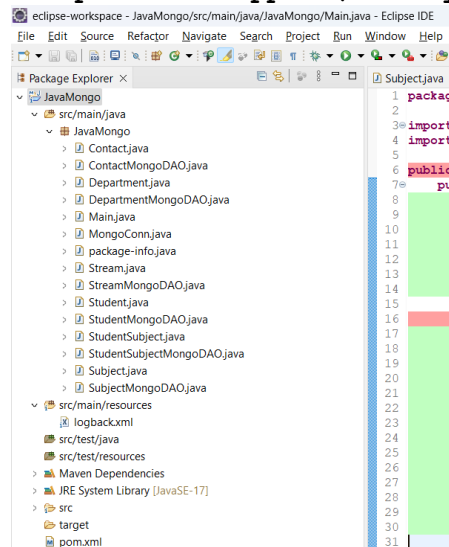 eclipse-workspace - JavaMongo/src/main/java/JavaMongo/Main.java - Eclipse IDE
File Edit Source Refactor Navigate Search Project Run Window Help
Package Explorer
Subject.java
JavaMongo
src/main/java
JavaMongo
Contact.java
ContactMongoDAO.java
Department.java
DepartmentMongoDAO.java
Main.java
MongoConn.java
package-info.java
Stream.java
StreamMongoDAO.java
Student.java
StudentMongoDAO.java
StudentSubject.java
StudentSubjectMongoDAO.java
Subject.java
SubjectMongoDAO.java
src/main/resources
logback.xml
src/test/java
src/test/resources
Maven Dependencies
JRE System Library [JavaSE-17]
src
target
pom.xml
1 packag
2
3 import
4 import
5
6 public
7 pu
8
9
10
11
12
13
14
15
16
17
18
19
20
21
22
23
24
25
26
27
28
29
30
31